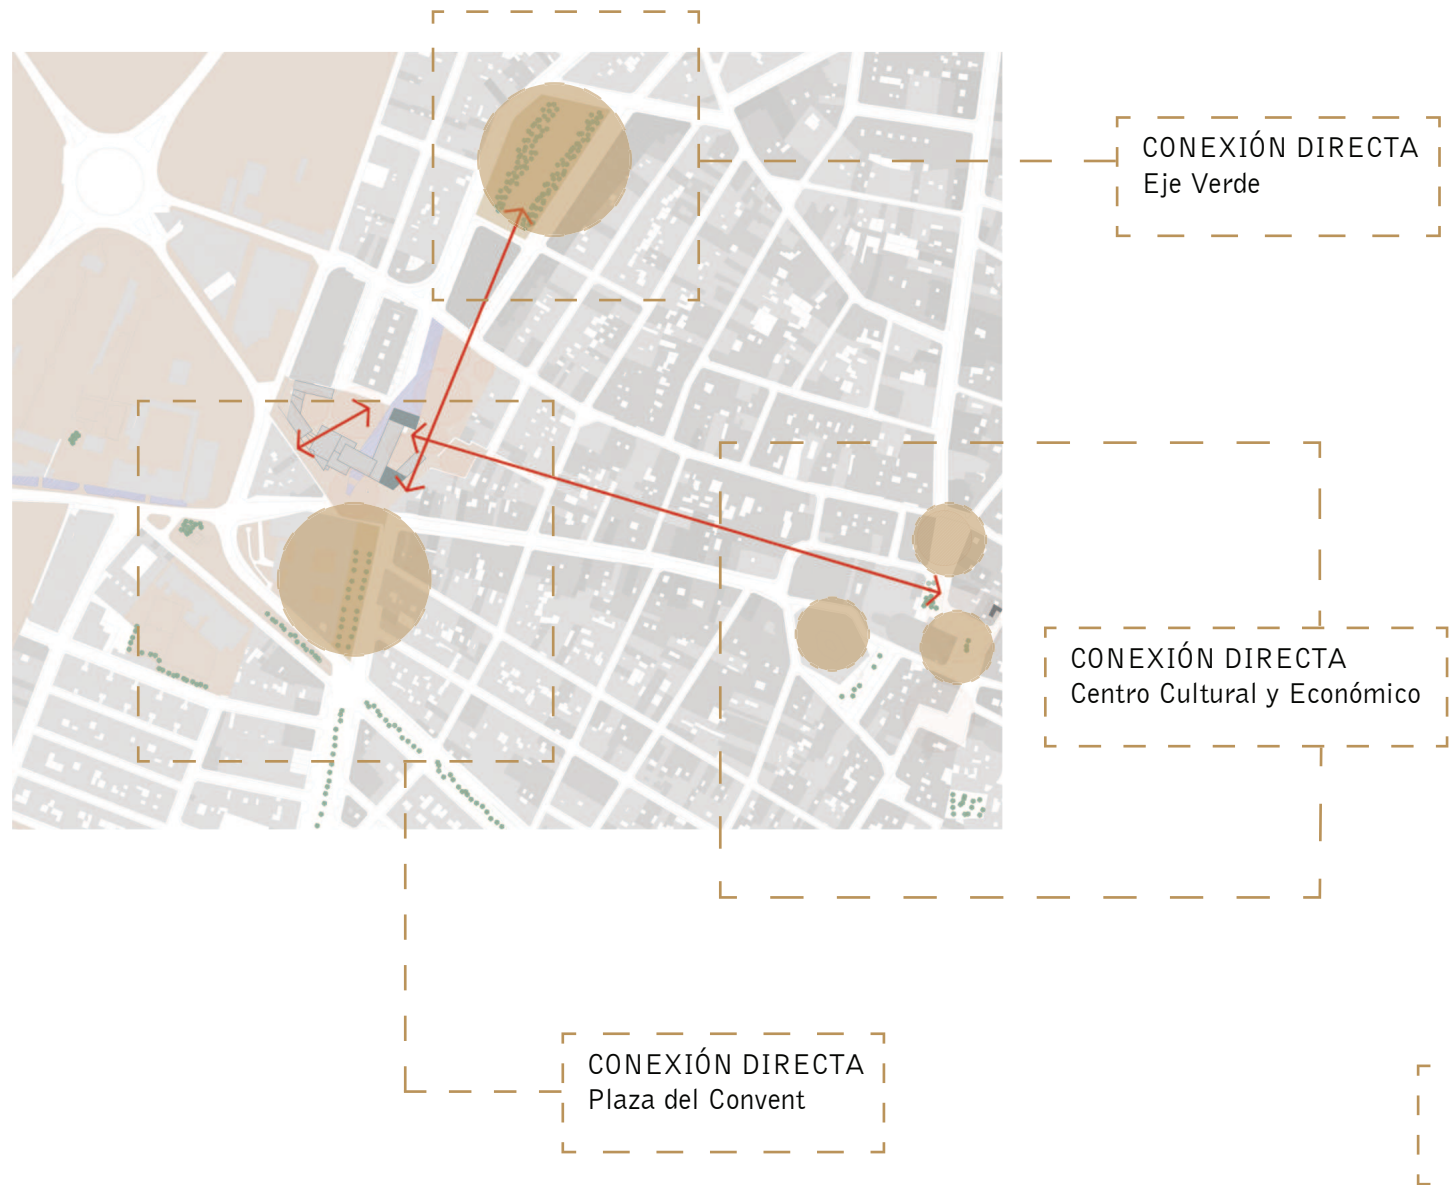 CONEXIÓN DIRECTA
Eje Verde
CONEXIÓN DIRECTA
Centro Cultural y Económico
CONEXIÓN DIRECTA
Plaza del Convent